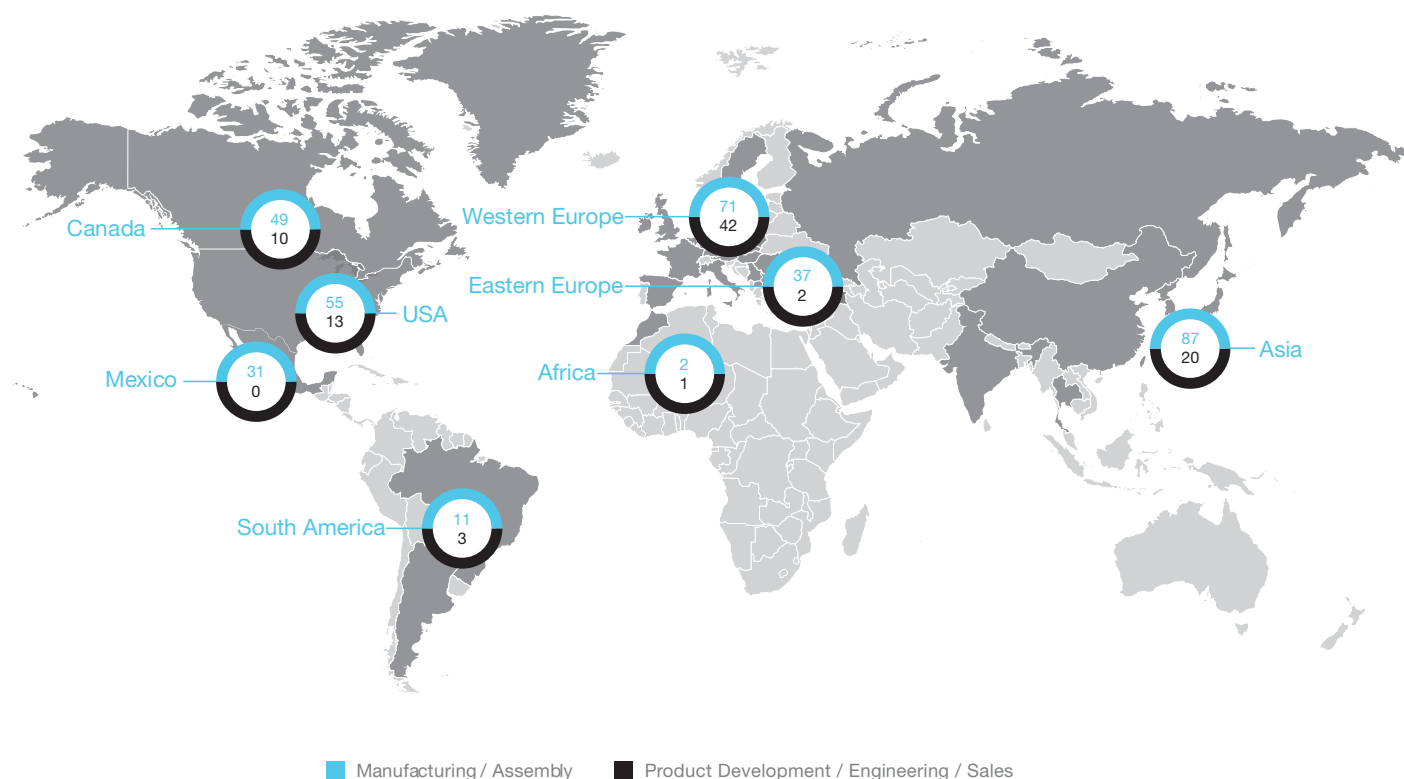 Canada
49
10
Western Europe
71
42
Eastern Europe
37
2
55
13
USA
87
20
Asia
Mexico
31
0
Africa
2
1
South America
11
3
Manufacturing / Assembly
Product Development / Engineering / Sales